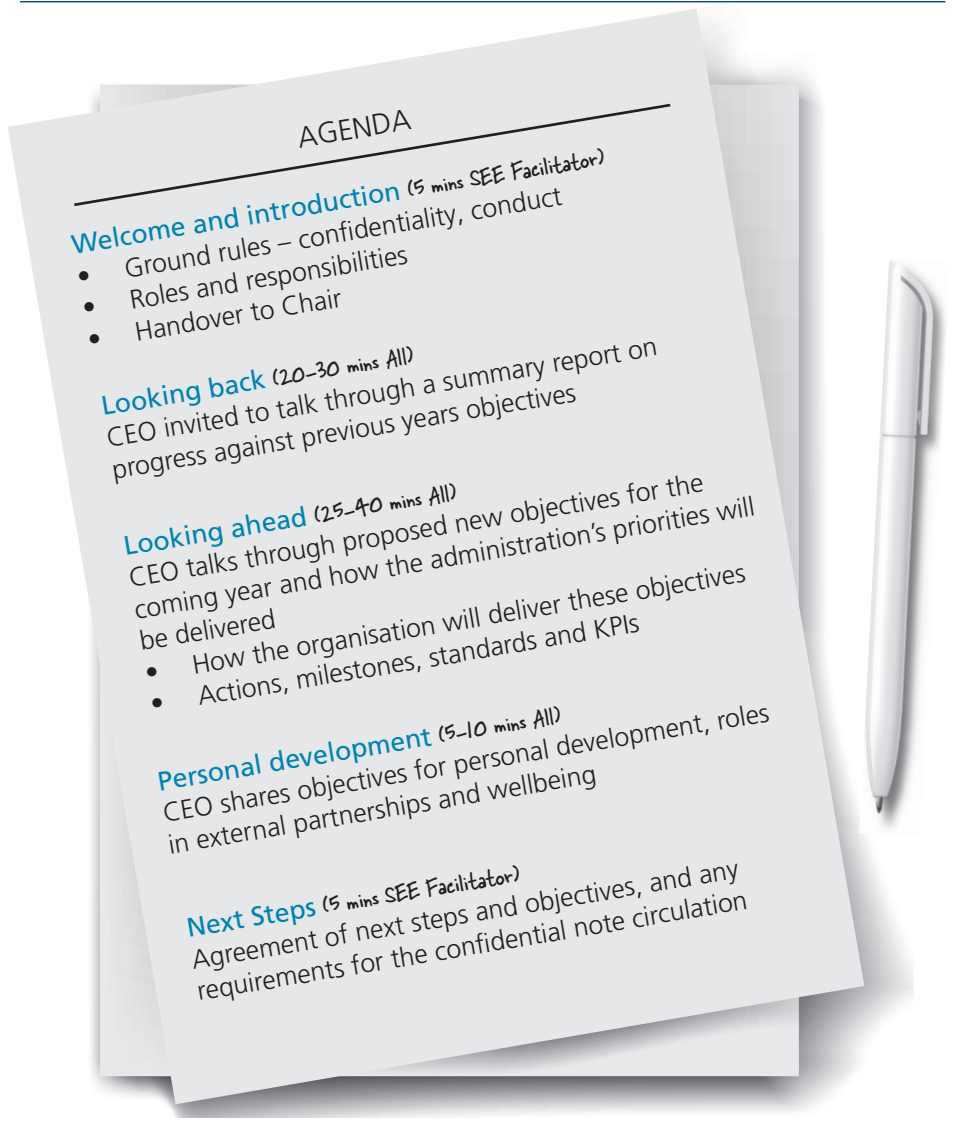 AGENDA
Welcome and introduction (5 mins SEE Facilitator)
• Ground rules – confidentiality, conduct
• Roles and responsibilities
• Handover to Chair
Looking back (20-30 mins All)
CEO invited to talk through a summary report on
progress against previous years objectives
Looking ahead (25-40 mins All)
CEO talks through proposed new objectives for the
coming year and how the administration’s priorities will
be delivered
• How the organisation will deliver these objectives
• Actions, milestones, standards and KPIs
Personal development (5-10 mins All)
CEO shares objectives for personal development, roles
in external partnerships and wellbeing
Next Steps (5 mins SEE Facilitator)
Agreement of next steps and objectives, and any
requirements for the confidential note circulation